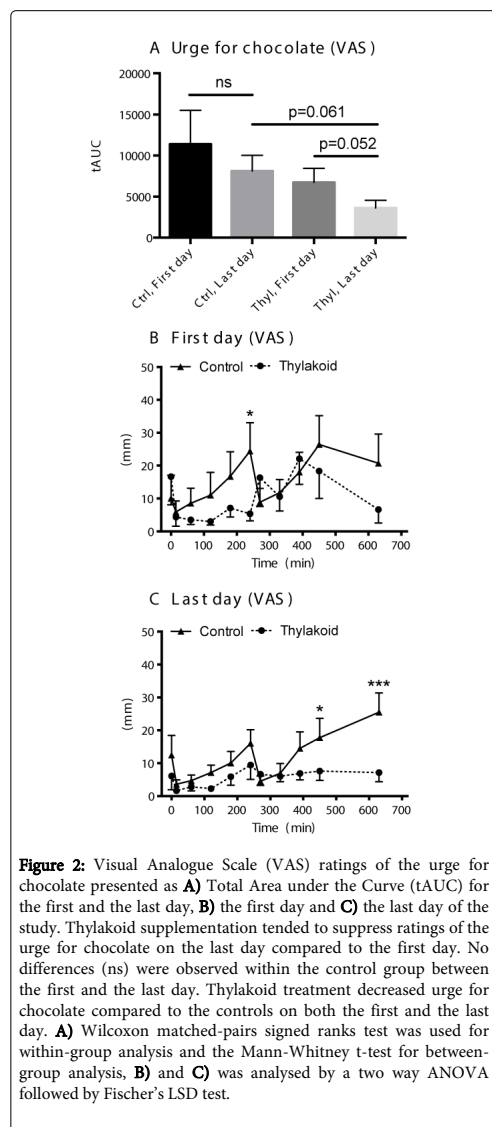 A Urge for chocolate (VAS)
20000
15000
10000
5000
0
tAUC
ns
p=0.061
p=0.052
Ctrl, First day
Ctrl, Last day
Thyl, First day
Thyl, Last day
B First day (VAS)
Control Thylakoid
50
40
30
20
10
0
(mm)
*
0 100 200 300 400 500 600 700
Time (min)
C Last day (VAS)
Control Thylakoid
50
40
30
20
10
0
(mm)
*
***
0 100 200 300 400 500 600 700
Time (min)
Figure 2: Visual Analogue Scale (VAS) ratings of the urge for
chocolate presented as A) Total Area under the Curve (tAUC) for
the first and the last day, B) the first day and C) the last day of the
study. Thylakoid supplementation tended to suppress ratings of the
urge for chocolate on the last day compared to the first day. No
differences (ns) were observed within the control group between
the first and the last day. Thylakoid treatment decreased urge for
chocolate compared to the controls on both the first and the last
day. A) Wilcoxon matched-pairs signed ranks test was used for
within-group analysis and the Mann-Whitney t-test for between-
group analysis, B) and C) was analysed by a two way ANOVA
followed by Fischer's LSD test.